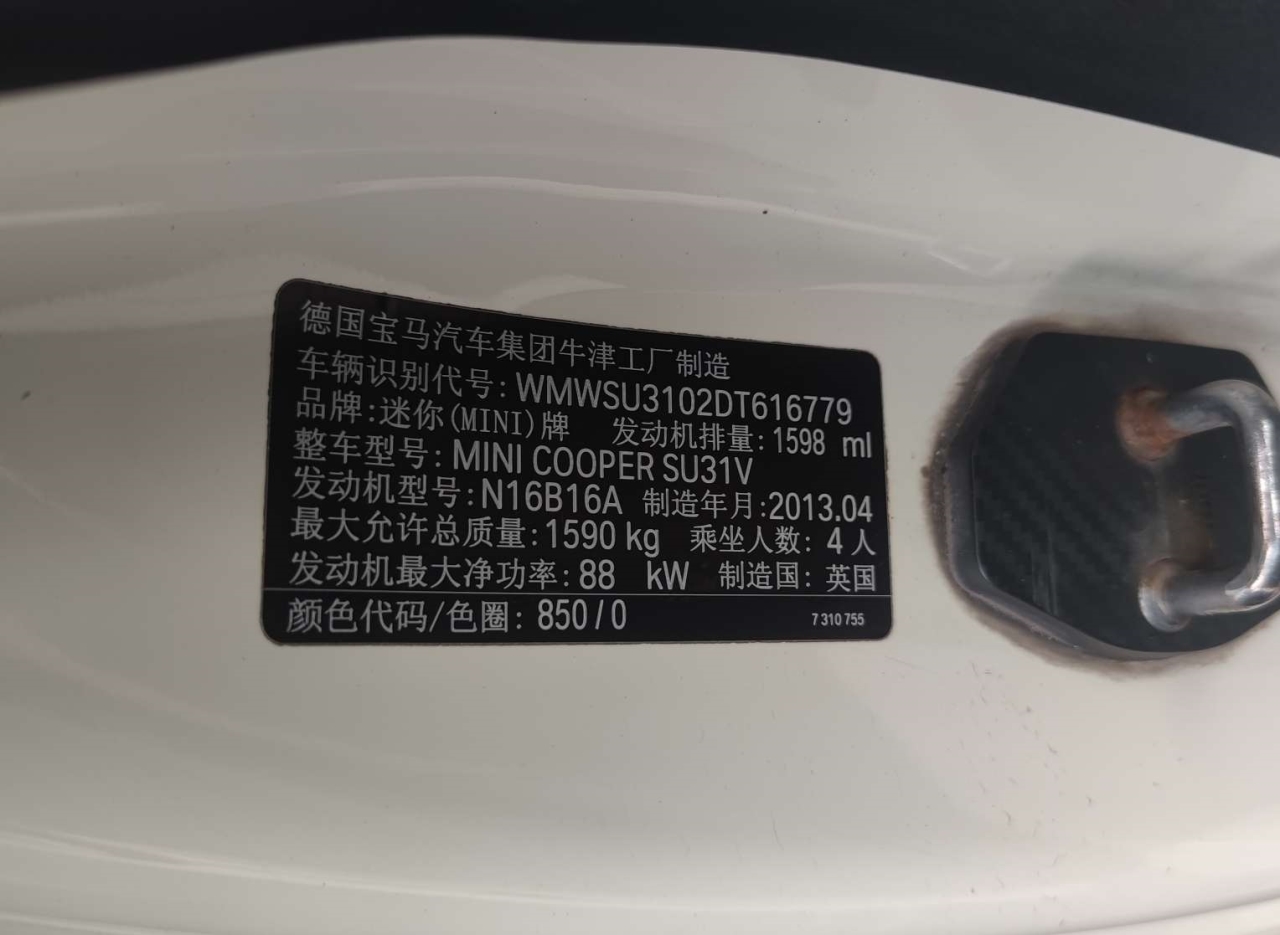 德国宝马汽车集团牛津工厂制造
车辆识别代号: WMWSU3102DT616779
品牌:迷你(MINI)牌 发动机排量: 1598 ml
整车型号: MINI COOPER SU31V
发动机型号: N16B16A 制造年月:2013.04
最大允许总质量: 1590 kg 乘坐人数: 4 人
发动机最大净功率: 88 kW 制造国: 英国
颜色代码/色圈: 850 / 0 7 310 755